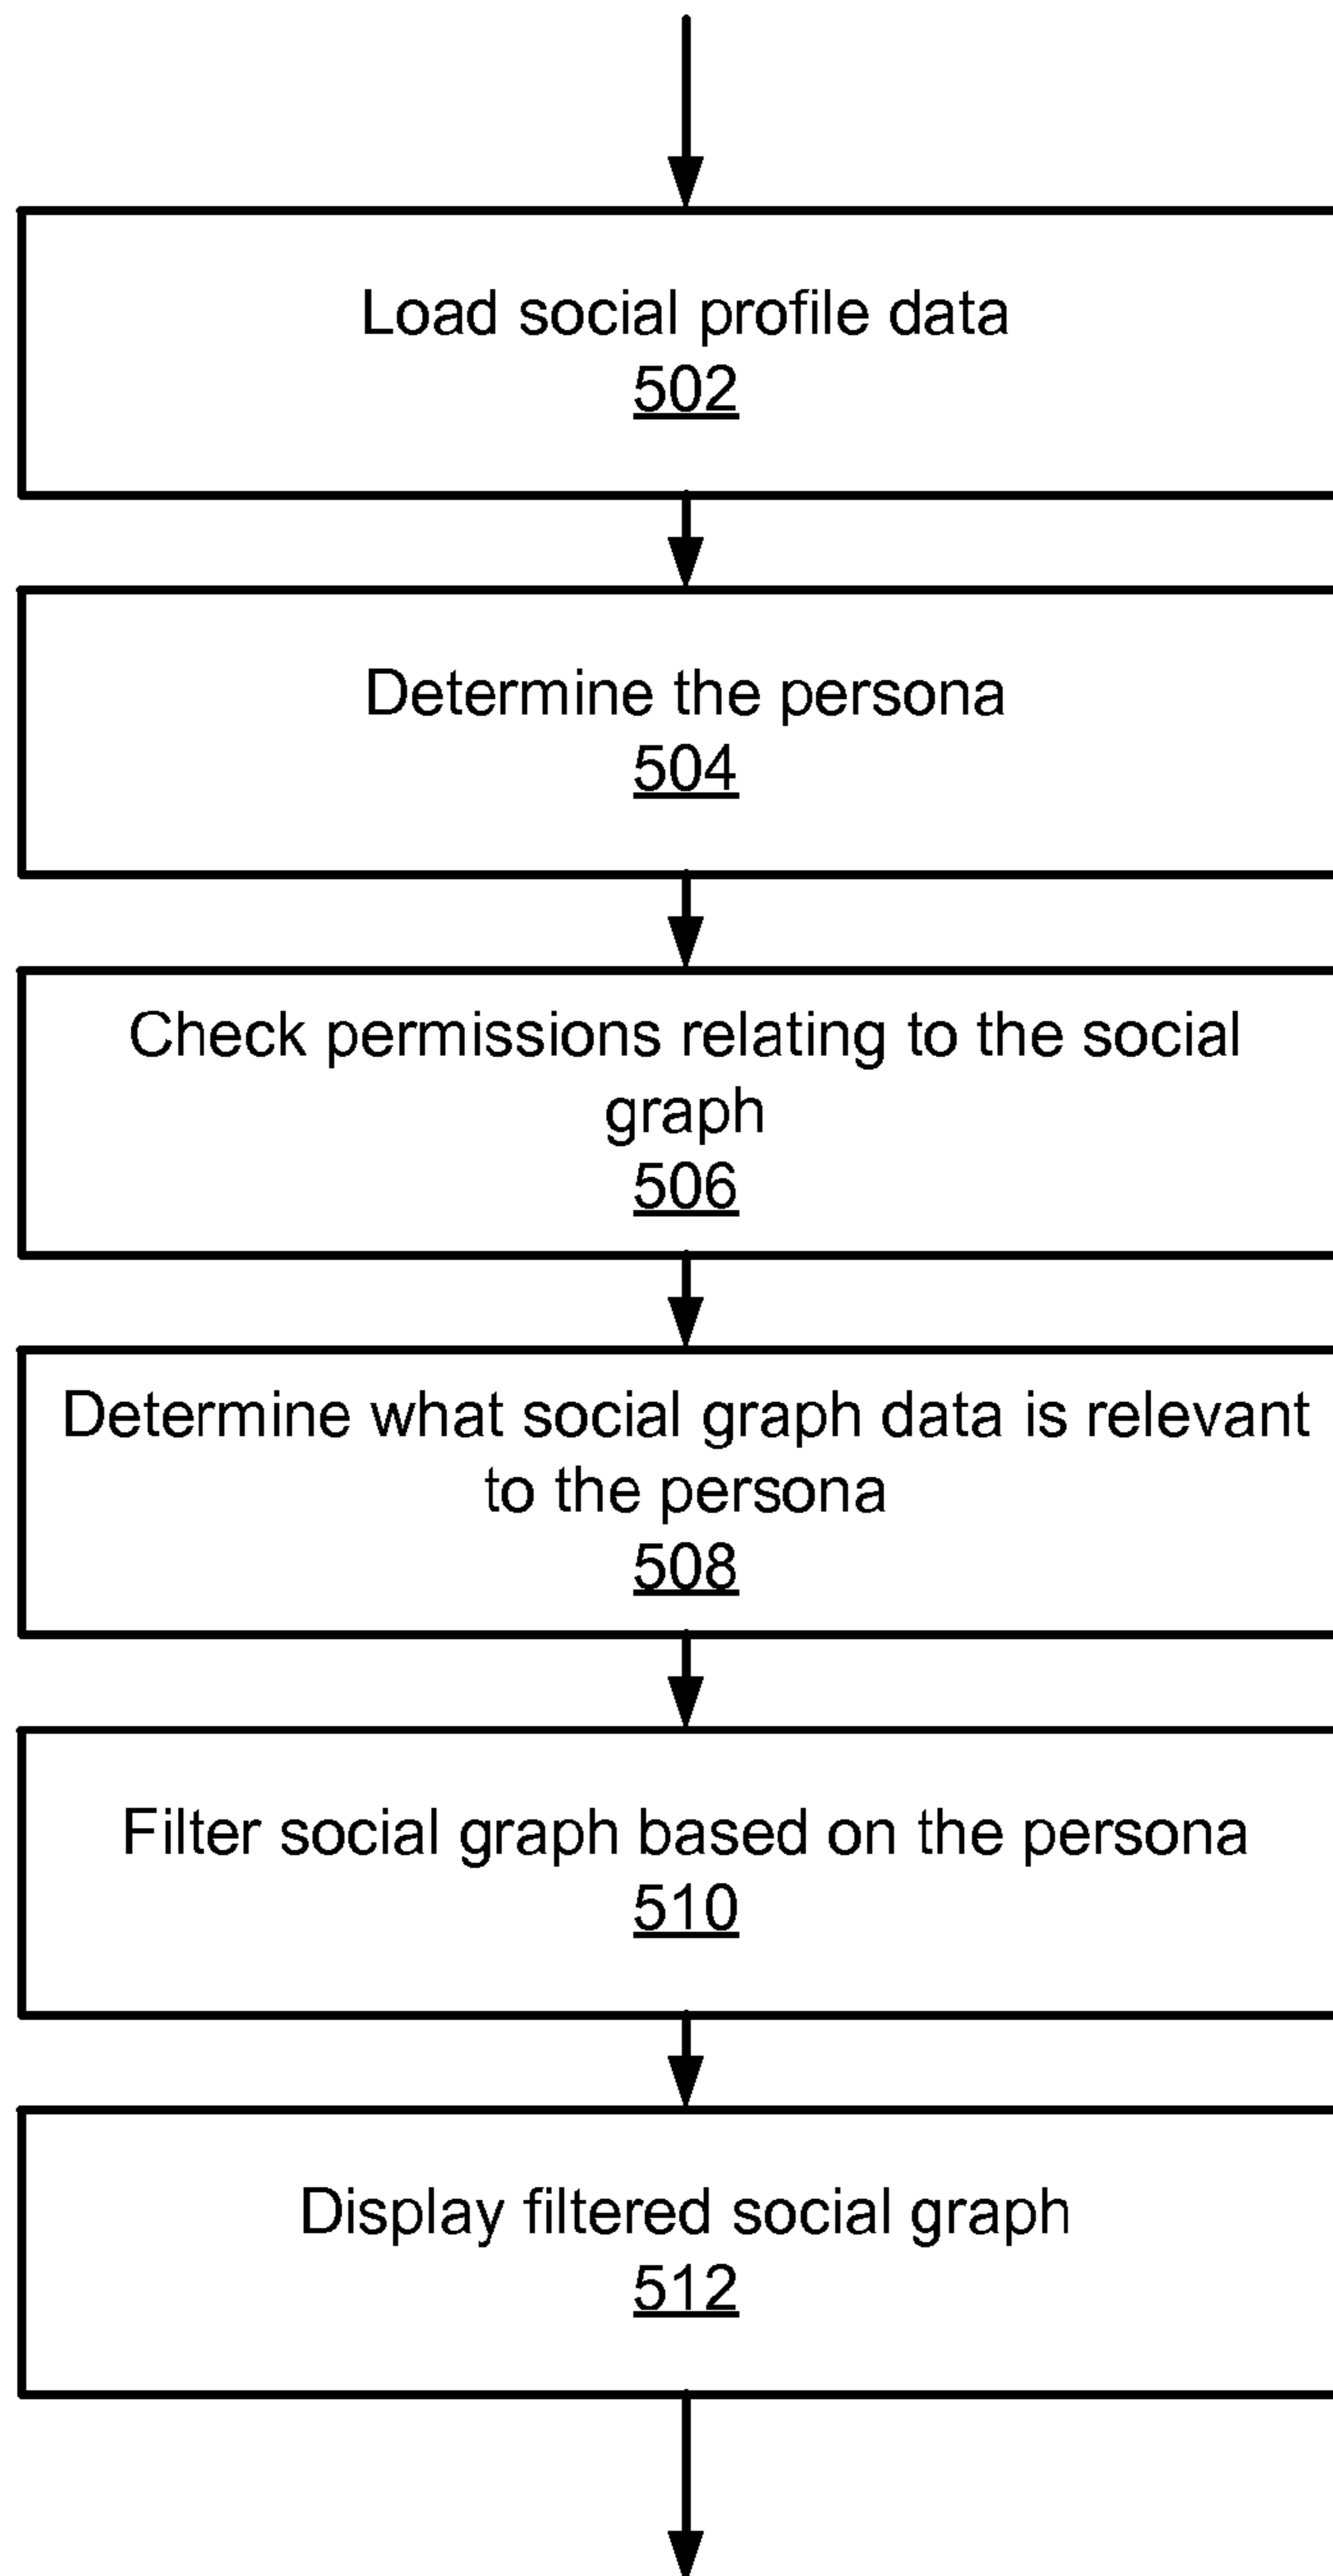 Load social profile data
502
Determine the persona
504
Check permissions relating to the social
graph
506
Determine what social graph data is relevant
to the persona
508
Filter social graph based on the persona
510
Display filtered social graph
512